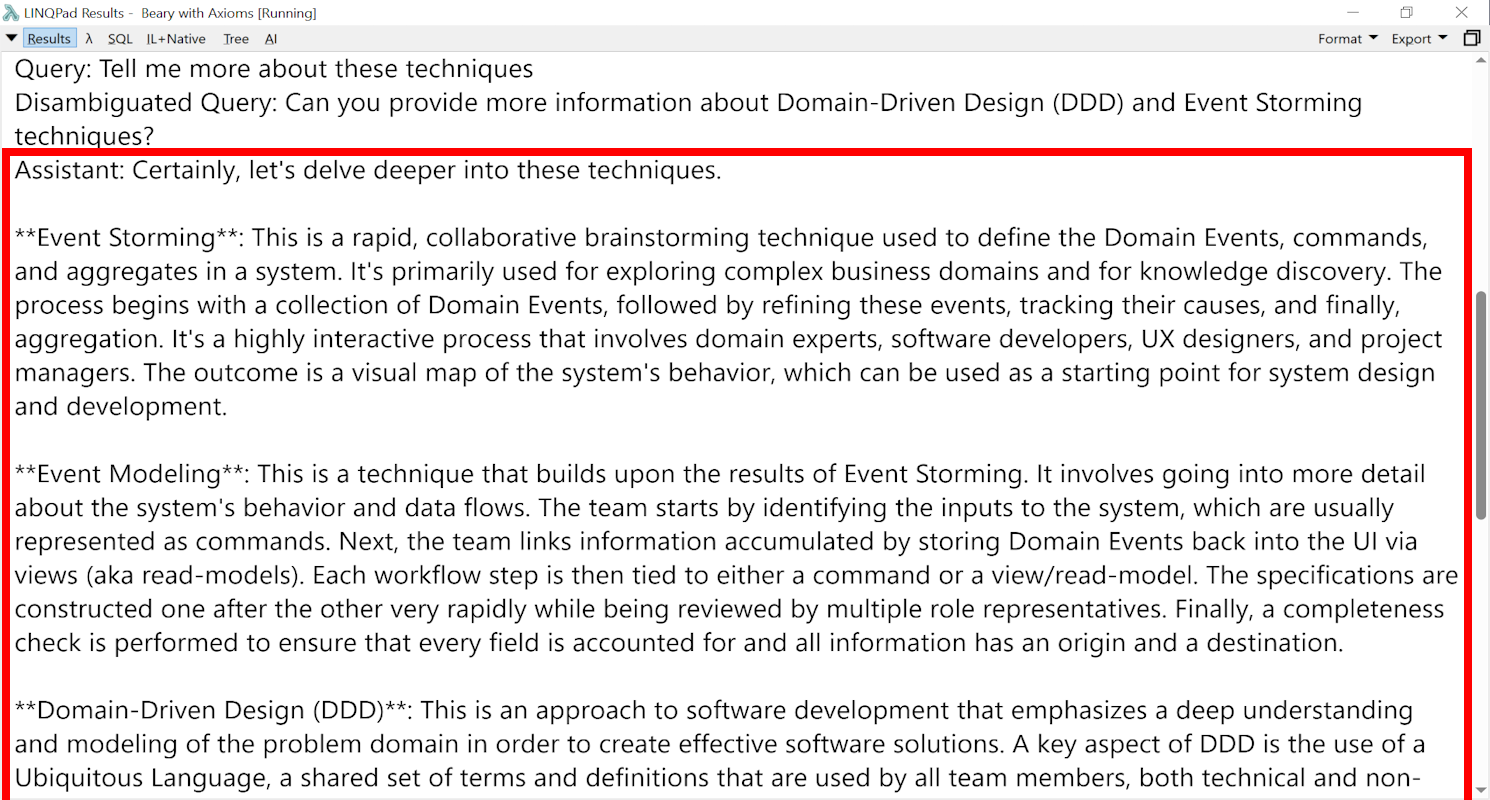 LINQPad Results - Beary with Axioms [Running]
Results λ SQL IL+Native Tree AI Format Export
Query: Tell me more about these techniques
Disambiguated Query: Can you provide more information about Domain-Driven Design (DDD) and Event Storming
techniques?
Assistant: Certainly, let's delve deeper into these techniques.
**Event Storming**: This is a rapid, collaborative brainstorming technique used to define the Domain Events, commands,
and aggregates in a system. It's primarily used for exploring complex business domains and for knowledge discovery. The
process begins with a collection of Domain Events, followed by refining these events, tracking their causes, and finally,
aggregation. It's a highly interactive process that involves domain experts, software developers, UX designers, and project
managers. The outcome is a visual map of the system's behavior, which can be used as a starting point for system design
and development.
**Event Modeling**: This is a technique that builds upon the results of Event Storming. It involves going into more detail
about the system's behavior and data flows. The team starts by identifying the inputs to the system, which are usually
represented as commands. Next, the team links information accumulated by storing Domain Events back into the UI via
views (aka read-models). Each workflow step is then tied to either a command or a view/read-model. The specifications are
constructed one after the other very rapidly while being reviewed by multiple role representatives. Finally, a completeness
check is performed to ensure that every field is accounted for and all information has an origin and a destination.
**Domain-Driven Design (DDD)**: This is an approach to software development that emphasizes a deep understanding
and modeling of the problem domain in order to create effective software solutions. A key aspect of DDD is the use of a
Ubiquitous Language, a shared set of terms and definitions that are used by all team members, both technical and non-